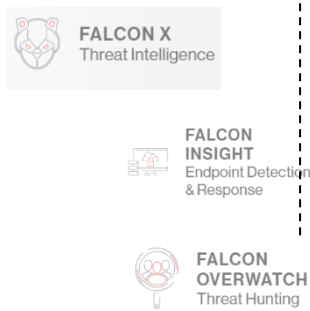 FALCON X
Threat Intelligence
FALCON
INSIGHT
Endpoint Detection
& Response
FALCON
OVERWATCH
Threat Hunting